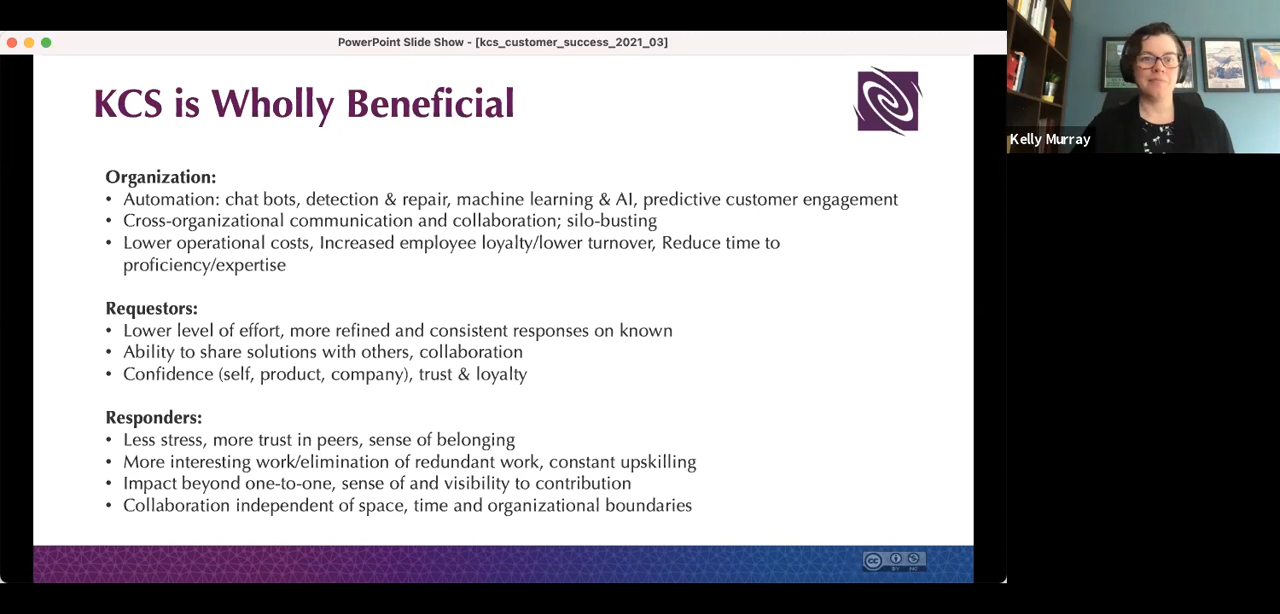 PowerPoint Slide Show - [kcs_customer_success_2021_03]
KCS is Wholly Beneficial
Kelly Murray
Organization:
• Automation: chat bots, detection & repair, machine learning & AI, predictive customer engagement
• Cross-organizational communication and collaboration; silo-busting
• Lower operational costs, Increased employee loyalty/lower turnover, Reduce time to
proficiency/expertise
Requestors:
• Lower level of effort, more refined and consistent responses on known
• Ability to share solutions with others, collaboration
• Confidence (self, product, company), trust & loyalty
Responders:
• Less stress, more trust in peers, sense of belonging
• More interesting work/elimination of redundant work, constant upskilling
• Impact beyond one-to-one, sense of and visibility to contribution
• Collaboration independent of space, time and organizational boundaries
cc
BY NC